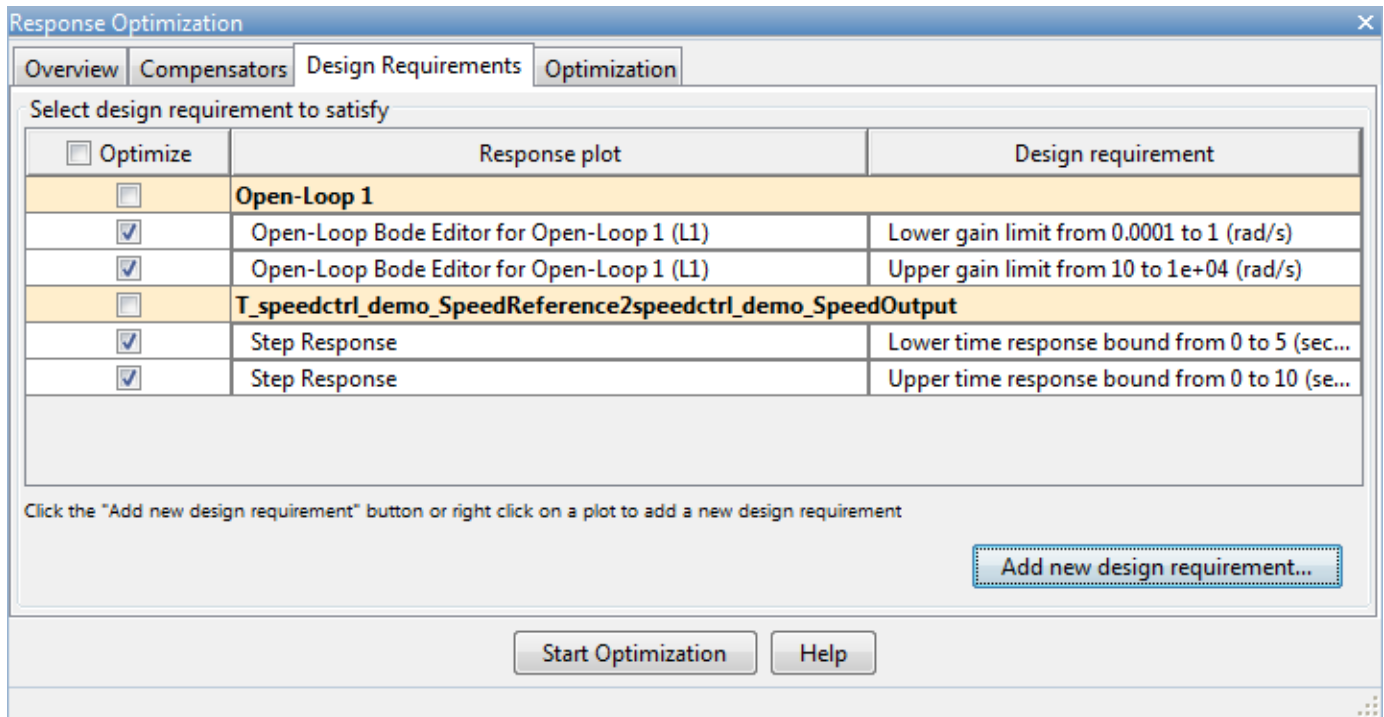 Response Optimization
Overview Compensators Design Requirements Optimization
Select design requirement to satisfy
Optimize Response plot Design requirement
Open-Loop 1
Open-Loop Bode Editor for Open-Loop 1 (L1) Lower gain limit from 0.0001 to 1 (rad/s)
Open-Loop Bode Editor for Open-Loop 1 (L1) Upper gain limit from 10 to 1e+04 (rad/s)
T_speedctrl_demo_SpeedReference2speedctrl_demo_SpeedOutput
Step Response Lower time response bound from 0 to 5 (sec...
Step Response Upper time response bound from 0 to 10 (se...
Click the "Add new design requirement" button or right click on a plot to add a new design requirement
Add new design requirement...
Start Optimization Help